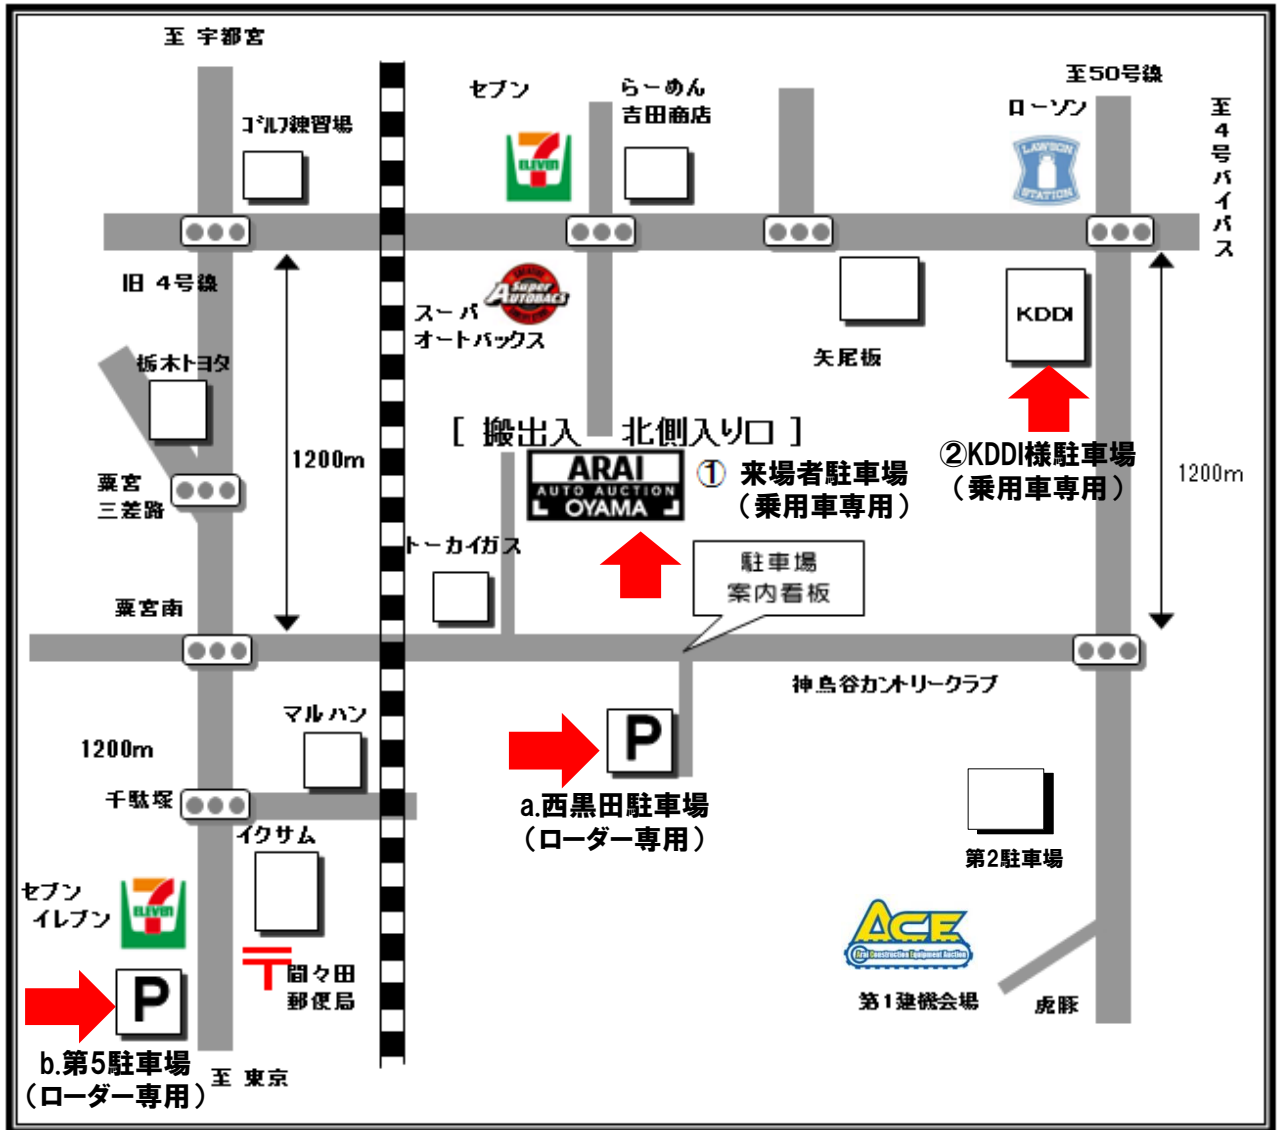 至 宇都宮
ゴルフ練習場
セブン
ELEVEN
らーめん
吉田商店
至50号線
ローソン
LAWSON
STATION
至4号バイパス
旧 4号線
スーパ
オートバックス
Super
AUTOBACS
矢尾板
KDDI
栃木トヨタ
1200m
[ 搬出入 北側入り口 ]
ARAI
AUTO AUCTION
OYAMA
① 来場者駐車場
(乗用車専用)
②KDDI様駐車場
(乗用車専用)
1200m
粟宮
三差路
トーカイガス
駐車場
案内看板
粟宮南
神鳥谷カントリークラブ
マルハン
1200m
P
a.西黒田駐車場
(ローダー専用)
千駄塚
イクサム
第2駐車場
セブン
イレブン
ELEVEN
間々田
郵便局
ACE
Arai Construction Equipment Auction
第1建機会場
虎豚
P
b.第5駐車場
(ローダー専用)
至 東京